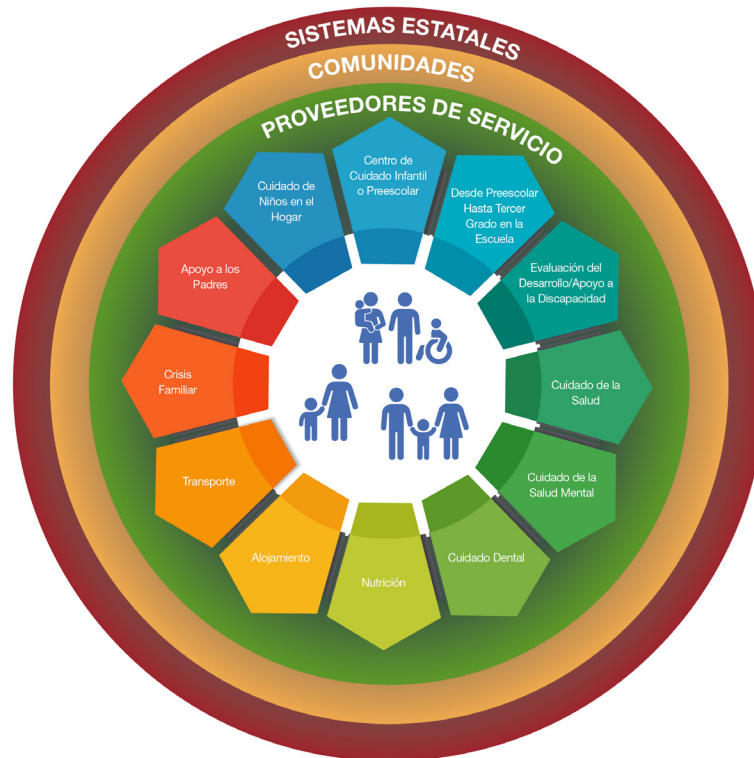 SISTEMAS ESTATALES
COMUNIDADES
PROVEEDORES DE SERVICIO
Centro de
Cuidado Infantil
o Preescolar
Desde Preescolar
Hasta Tercer
Grado en la
Escuela
Evaluación del
Desarrollo/Apoyo a
la Discapacidad
Cuidado de la
Salud
Cuidado de la
Salud Mental
Cuidado Dental
Nutrición
Alojamiento
Transporte
Crisis
Familiar
Apoyo a los
Padres
Cuidado de
Niños en el
Hogar